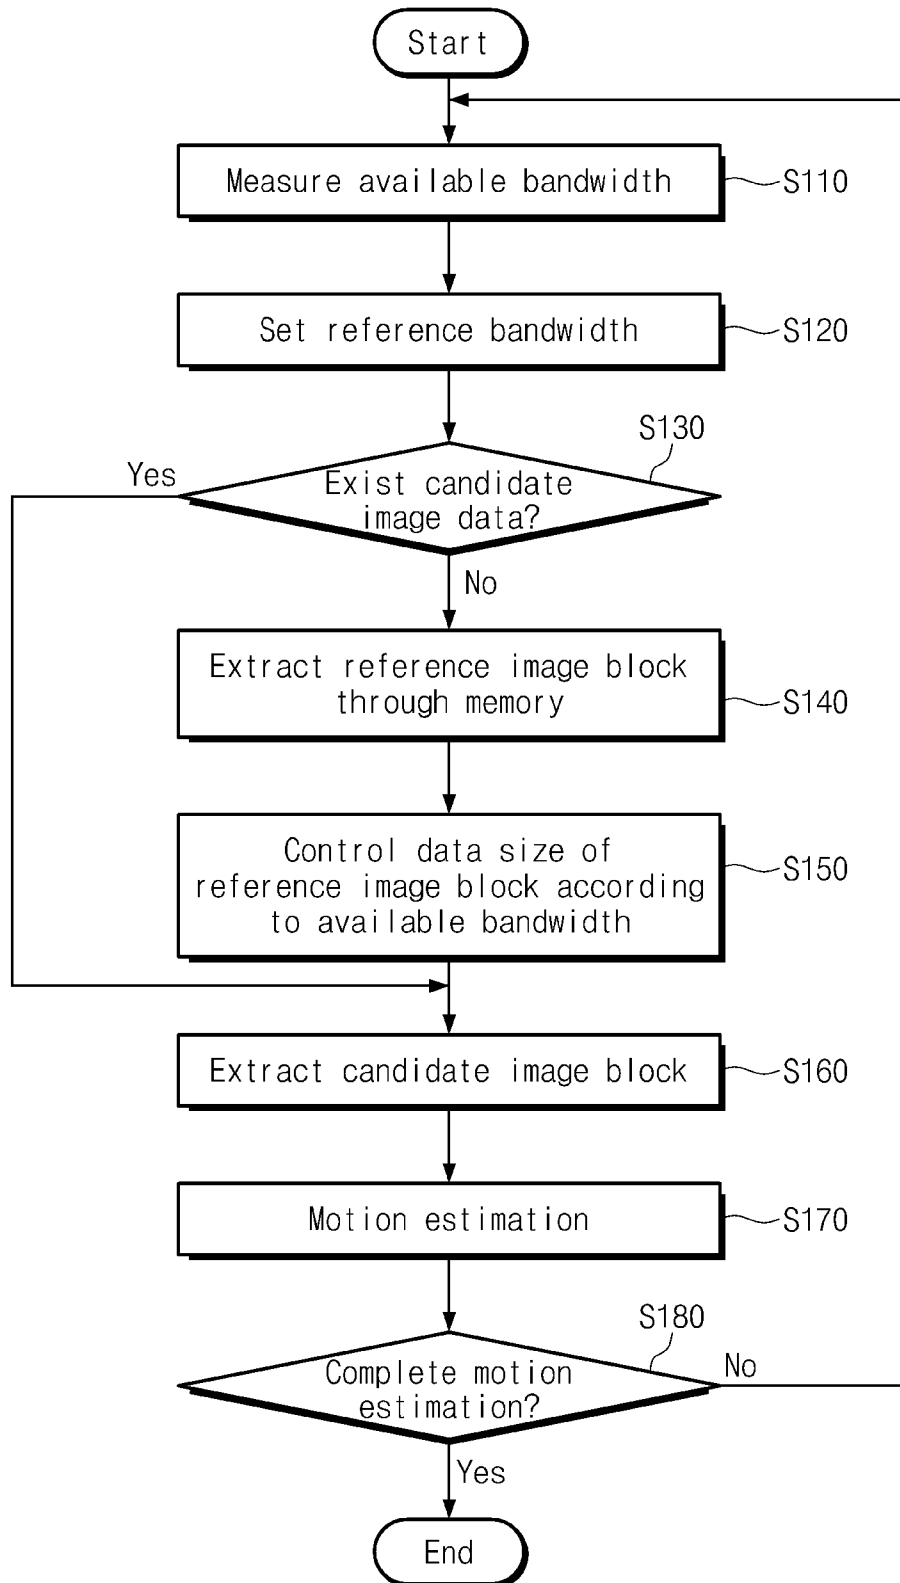 Start
Measure available bandwidth
S110
Set reference bandwidth
S120
S130
Yes
Exist candidate
image data?
No
Extract reference image block
through memory
S140
Control data size of
reference image block according
to available bandwidth
S150
Extract candidate image block
S160
Motion estimation
S170
S180
Complete motion
estimation?
No
Yes
End